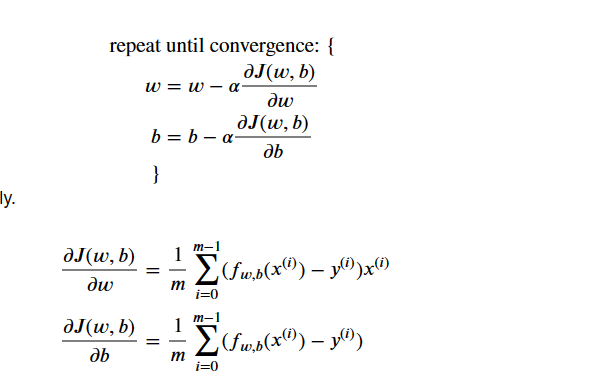 repeat until convergence: {
w = w − α ∂J(w, b)/∂w
b = b − α ∂J(w, b)/∂b
}
ly.
∂J(w, b)/∂w = 1/m ∑_{i=0}^{m−1} (f_{w,b}(x^{(i)}) − y^{(i)})x^{(i)}
∂J(w, b)/∂b = 1/m ∑_{i=0}^{m−1} (f_{w,b}(x^{(i)}) − y^{(i)})